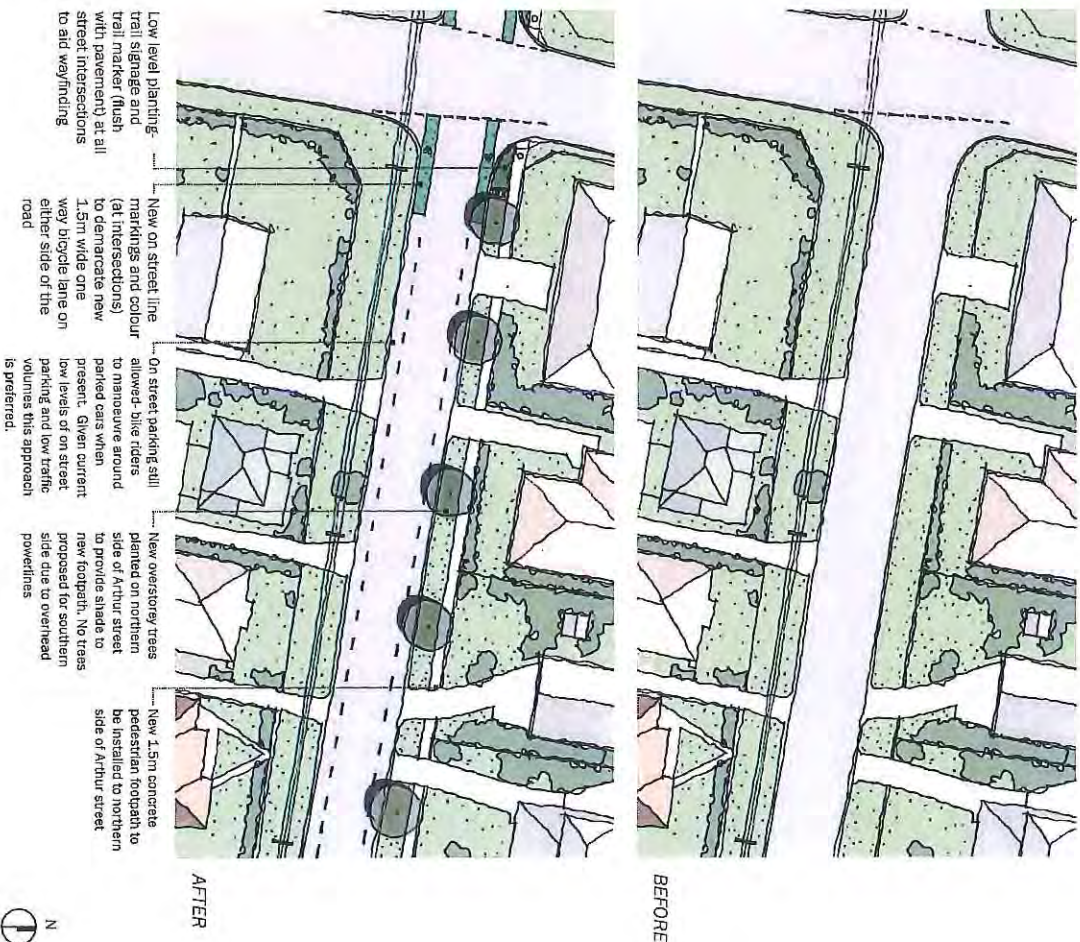 BEFORE
AFTER
Low level planting-
trail signage and
trail marker (flush
with pavement) at all
street intersections
to aid wayfinding
New on street line
markings and colour
(at intersections)
to demarcate new
1.5m wide one
way bicycle lane on
either side of the
road
On street parking still
allowed- bike riders
to manoeuvre around
parked cars when
present. Given current
low levels of on street
parking and low traffic
volumes this approach
is preferred.
New overstorey trees
planted on northern
side of Arthur street
to provide shade to
new footpath. No trees
proposed for southern
side due to overhead
powerlines
New 1.5m concrete
pedestrian footpath to
be installed to northern
side of Arthur street
N